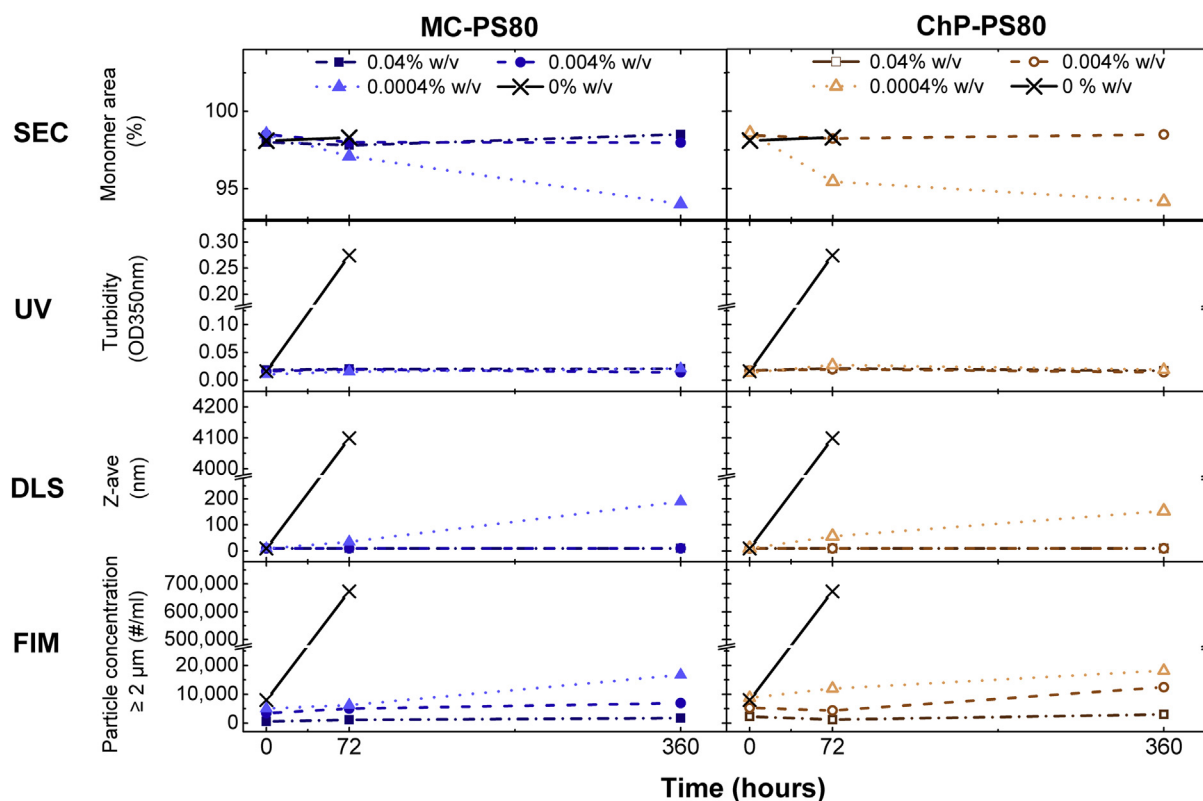 MC-PS80
ChP-PS80
0.04% w/v
0.004% w/v
0.0004% w/v
0% w/v
0.04% w/v
0.004% w/v
0.0004% w/v
0 % w/v
SEC
Monomer area
(%)
100
95
UV
Turbidity
(OD350nm)
0.30
0.25
0.20
0.10
0.05
0.00
DLS
Z-ave
(nm)
4200
4100
4000
200
100
0
FIM
Particle concentration
≥ 2 µm (#/ml)
700,000
600,000
500,000
20,000
10,000
0
0
72
360
0
72
360
Time (hours)